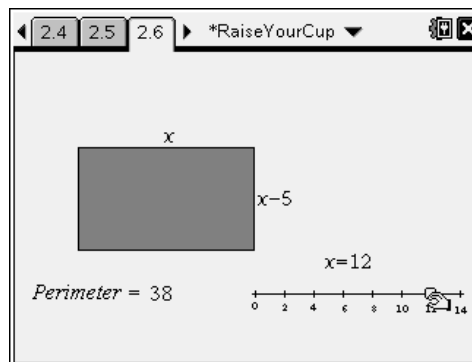 2.4 2.5 2.6 *RaiseYourCup
x
x−5
x=12
Perimeter = 38
0 2 4 6 8 10 12 14